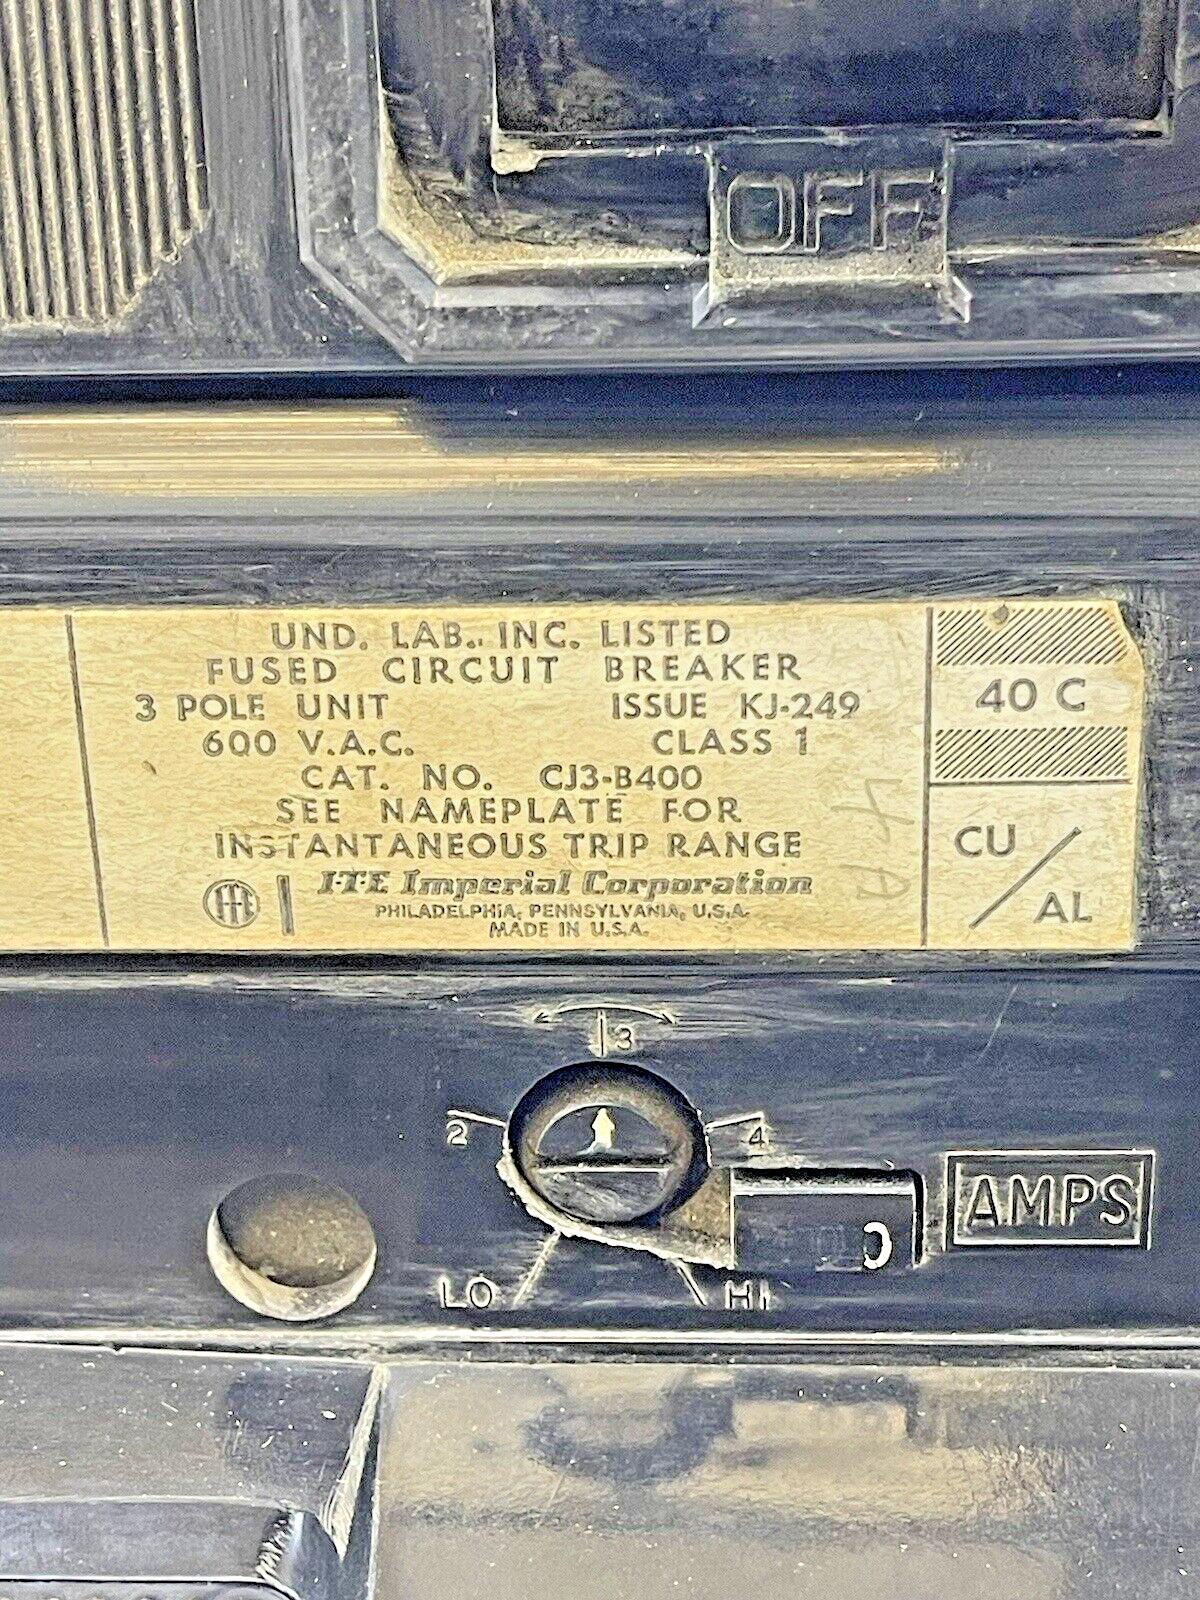 OFF
UND. LAB., INC. LISTED
FUSED CIRCUIT BREAKER
3 POLE UNIT ISSUE KJ-249
600 V.A.C. CLASS 1
CAT. NO. CJ3-B400
SEE NAMEPLATE FOR
INSTANTANEOUS TRIP RANGE
I-T-E I-T-E Imperial Corporation
PHILADELPHIA, PENNSYLVANIA, U.S.A.
MADE IN U.S.A.
40 C
CU / AL
4A
3
2 4
AMPS
LO HI